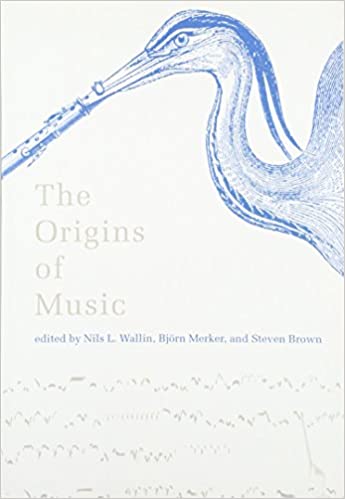 The
Origins
of
Music
edited by Nils L. Wallin, Björn Merker, and Steven Brown